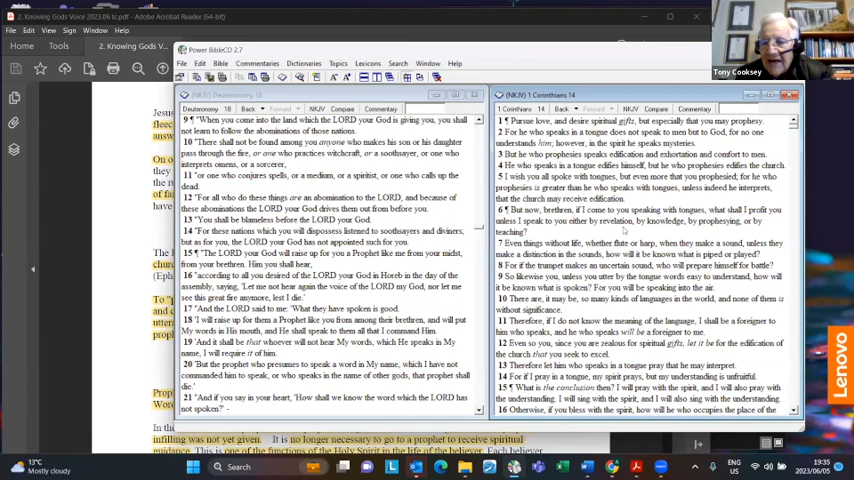 2. Knowing Gods Voice 2023.06 tc.pdf - Adobe Acrobat Reader (64-bit)
File Edit View Sign Window Help
Home Tools 2. Knowing Gods Voice 20
Power BibleCD 2.7
File Edit Bible Commentaries Dictionaries Topics Lexicons Search Window Help
(NKJV) Deuteronomy 18
Deuteronomy 18 Back Forward NKJV Compare Commentary
9 ¶ "When you come into the land which the LORD your God is giving you, you shall
not learn to follow the abominations of those nations.
10 "There shall not be found among you anyone who makes his son or his daughter
pass through the fire, or one who practices witchcraft, or a soothsayer, or one who
interprets omens, or a sorcerer,
11 "or one who conjures spells, or a medium, or a spiritist, or one who calls up the
dead.
12 "For all who do these things are an abomination to the LORD, and because of
these abominations the LORD your God drives them out from before you.
13 "You shall be blameless before the LORD your God.
14 "For these nations which you will dispossess listened to soothsayers and diviners;
but as for you, the LORD your God has not appointed such for you.
15 ¶ "The LORD your God will raise up for you a Prophet like me from your midst,
from your brethren. Him you shall hear,
16 "according to all you desired of the LORD your God in Horeb in the day of the
assembly, saying, 'Let me not hear again the voice of the LORD my God, nor let me
see this great fire anymore, lest I die.'
17 "And the LORD said to me: 'What they have spoken is good.
18 'I will raise up for them a Prophet like you from among their brethren, and will put
My words in His mouth, and He shall speak to them all that I command Him.
19 'And it shall be that whoever will not hear My words, which He speaks in My
name, I will require it of him.
20 'But the prophet who presumes to speak a word in My name, which I have not
commanded him to speak, or who speaks in the name of other gods, that prophet shall
die.'
21 "And if you say in your heart, 'How shall we know the word which the LORD has
not spoken?' -
(NKJV) 1 Corinthians 14
1 Corinthians 14 Back Forward NKJV Compare Commentary
1 ¶ Pursue love, and desire spiritual gifts, but especially that you may prophesy.
2 For he who speaks in a tongue does not speak to men but to God, for no one
understands him; however, in the spirit he speaks mysteries.
3 But he who prophesies speaks edification and exhortation and comfort to men.
4 He who speaks in a tongue edifies himself, but he who prophesies edifies the church.
5 I wish you all spoke with tongues, but even more that you prophesied; for he who
prophesies is greater than he who speaks with tongues, unless indeed he interprets,
that the church may receive edification.
6 ¶ But now, brethren, if I come to you speaking with tongues, what shall I profit you
unless I speak to you either by revelation, by knowledge, by prophesying, or by
teaching?
7 Even things without life, whether flute or harp, when they make a sound, unless they
make a distinction in the sounds, how will it be known what is piped or played?
8 For if the trumpet makes an uncertain sound, who will prepare himself for battle?
9 So likewise you, unless you utter by the tongue words easy to understand, how will
it be known what is spoken? For you will be speaking into the air.
10 There are, it may be, so many kinds of languages in the world, and none of them is
without significance.
11 Therefore, if I do not know the meaning of the language, I shall be a foreigner to
him who speaks, and he who speaks will be a foreigner to me.
12 Even so you, since you are zealous for spiritual gifts, let it be for the edification of
the church that you seek to excel.
13 Therefore let him who speaks in a tongue pray that he may interpret.
14 For if I pray in a tongue, my spirit prays, but my understanding is unfruitful.
15 ¶ What is the conclusion then? I will pray with the spirit, and I will also pray with
the understanding. I will sing with the spirit, and I will also sing with the understanding.
16 Otherwise, if you bless with the spirit, how will he who occupies the place of the
Tony Cooksey
Lenovo
infilling was not yet given. It is no longer necessary to go to a prophet to receive spiritual
guidance. This is one of the functions of the Holy Spirit in the life of the believer. Each believer
13°C
Mostly cloudy
Search
ENG
US
19:35
2023/06/05